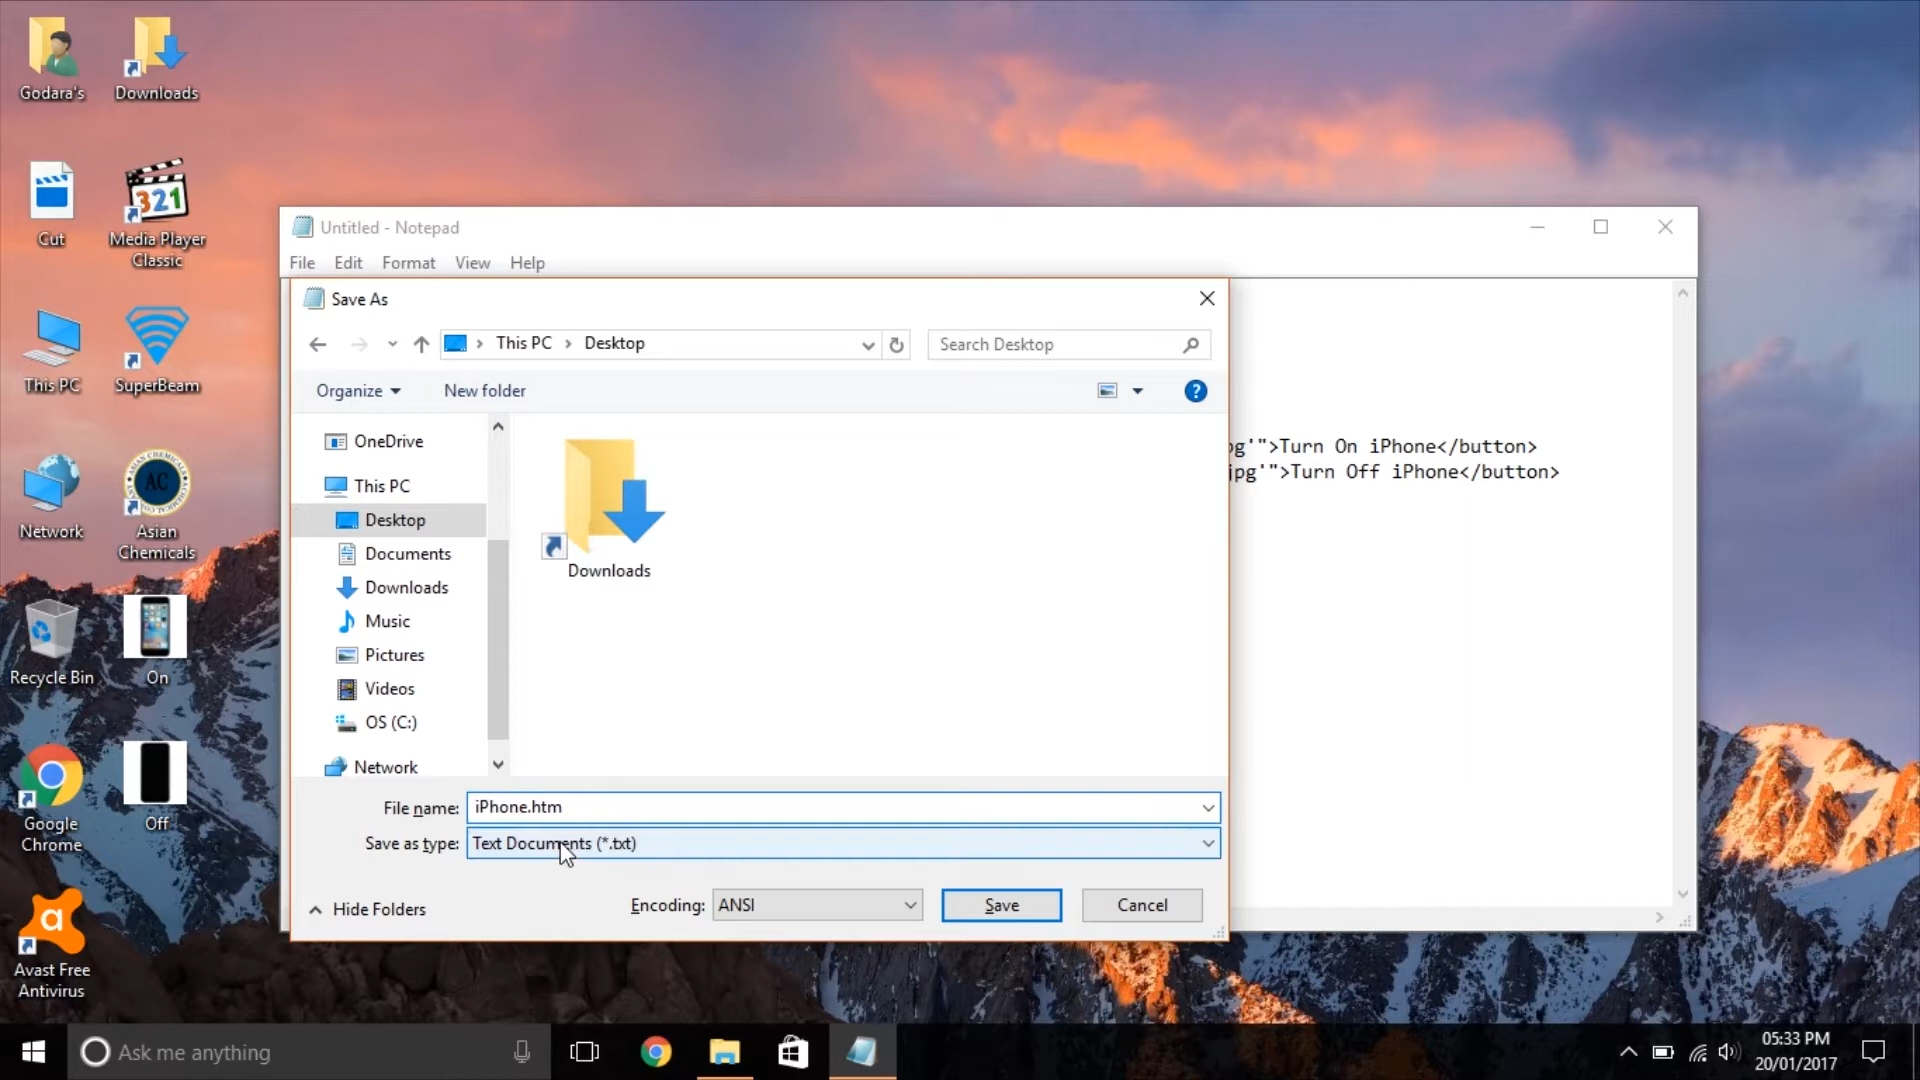 Godara's
Downloads
Cut
321
Media Player
Classic
This PC
SuperBeam
Network
AC
Asian
Chemicals
Recycle Bin
On
Google
Chrome
Off
Avast Free
Antivirus
Untitled - Notepad
File Edit Format View Help
Save As
This PC > Desktop
Search Desktop
Organize
New folder
OneDrive
This PC
Desktop
Documents
Downloads
Music
Pictures
Videos
OS (C:)
Network
Downloads
pg'">Turn On iPhone</button>
jpg'">Turn Off iPhone</button>
File name: iPhone.htm
Save as type: Text Documents (*.txt)
Hide Folders
Encoding: ANSI
Save
Cancel
Ask me anything
05:33 PM
20/01/2017